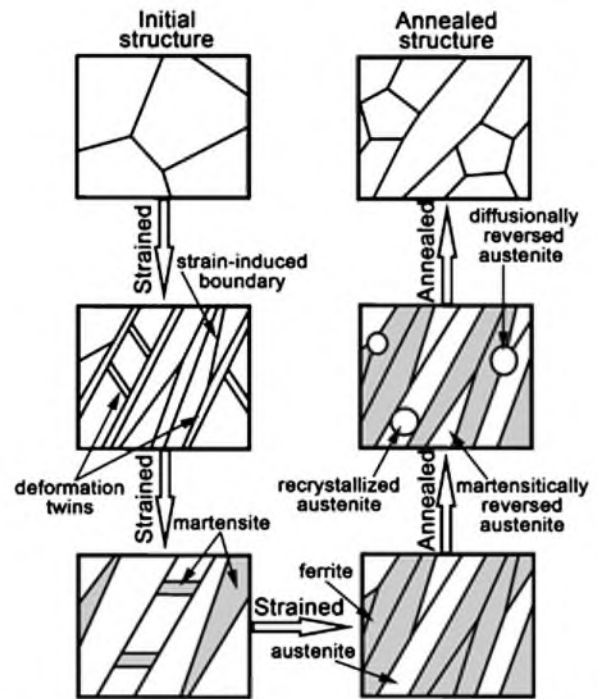 Initial
structure
Annealed
structure
Strained
strain-induced
boundary
deformation
twins
Strained
martensite
Strained
ferrite
austenite
Annealed
recrystallized
austenite
martensitically
reversed
austenite
Annealed
diffusionally
reversed
austenite